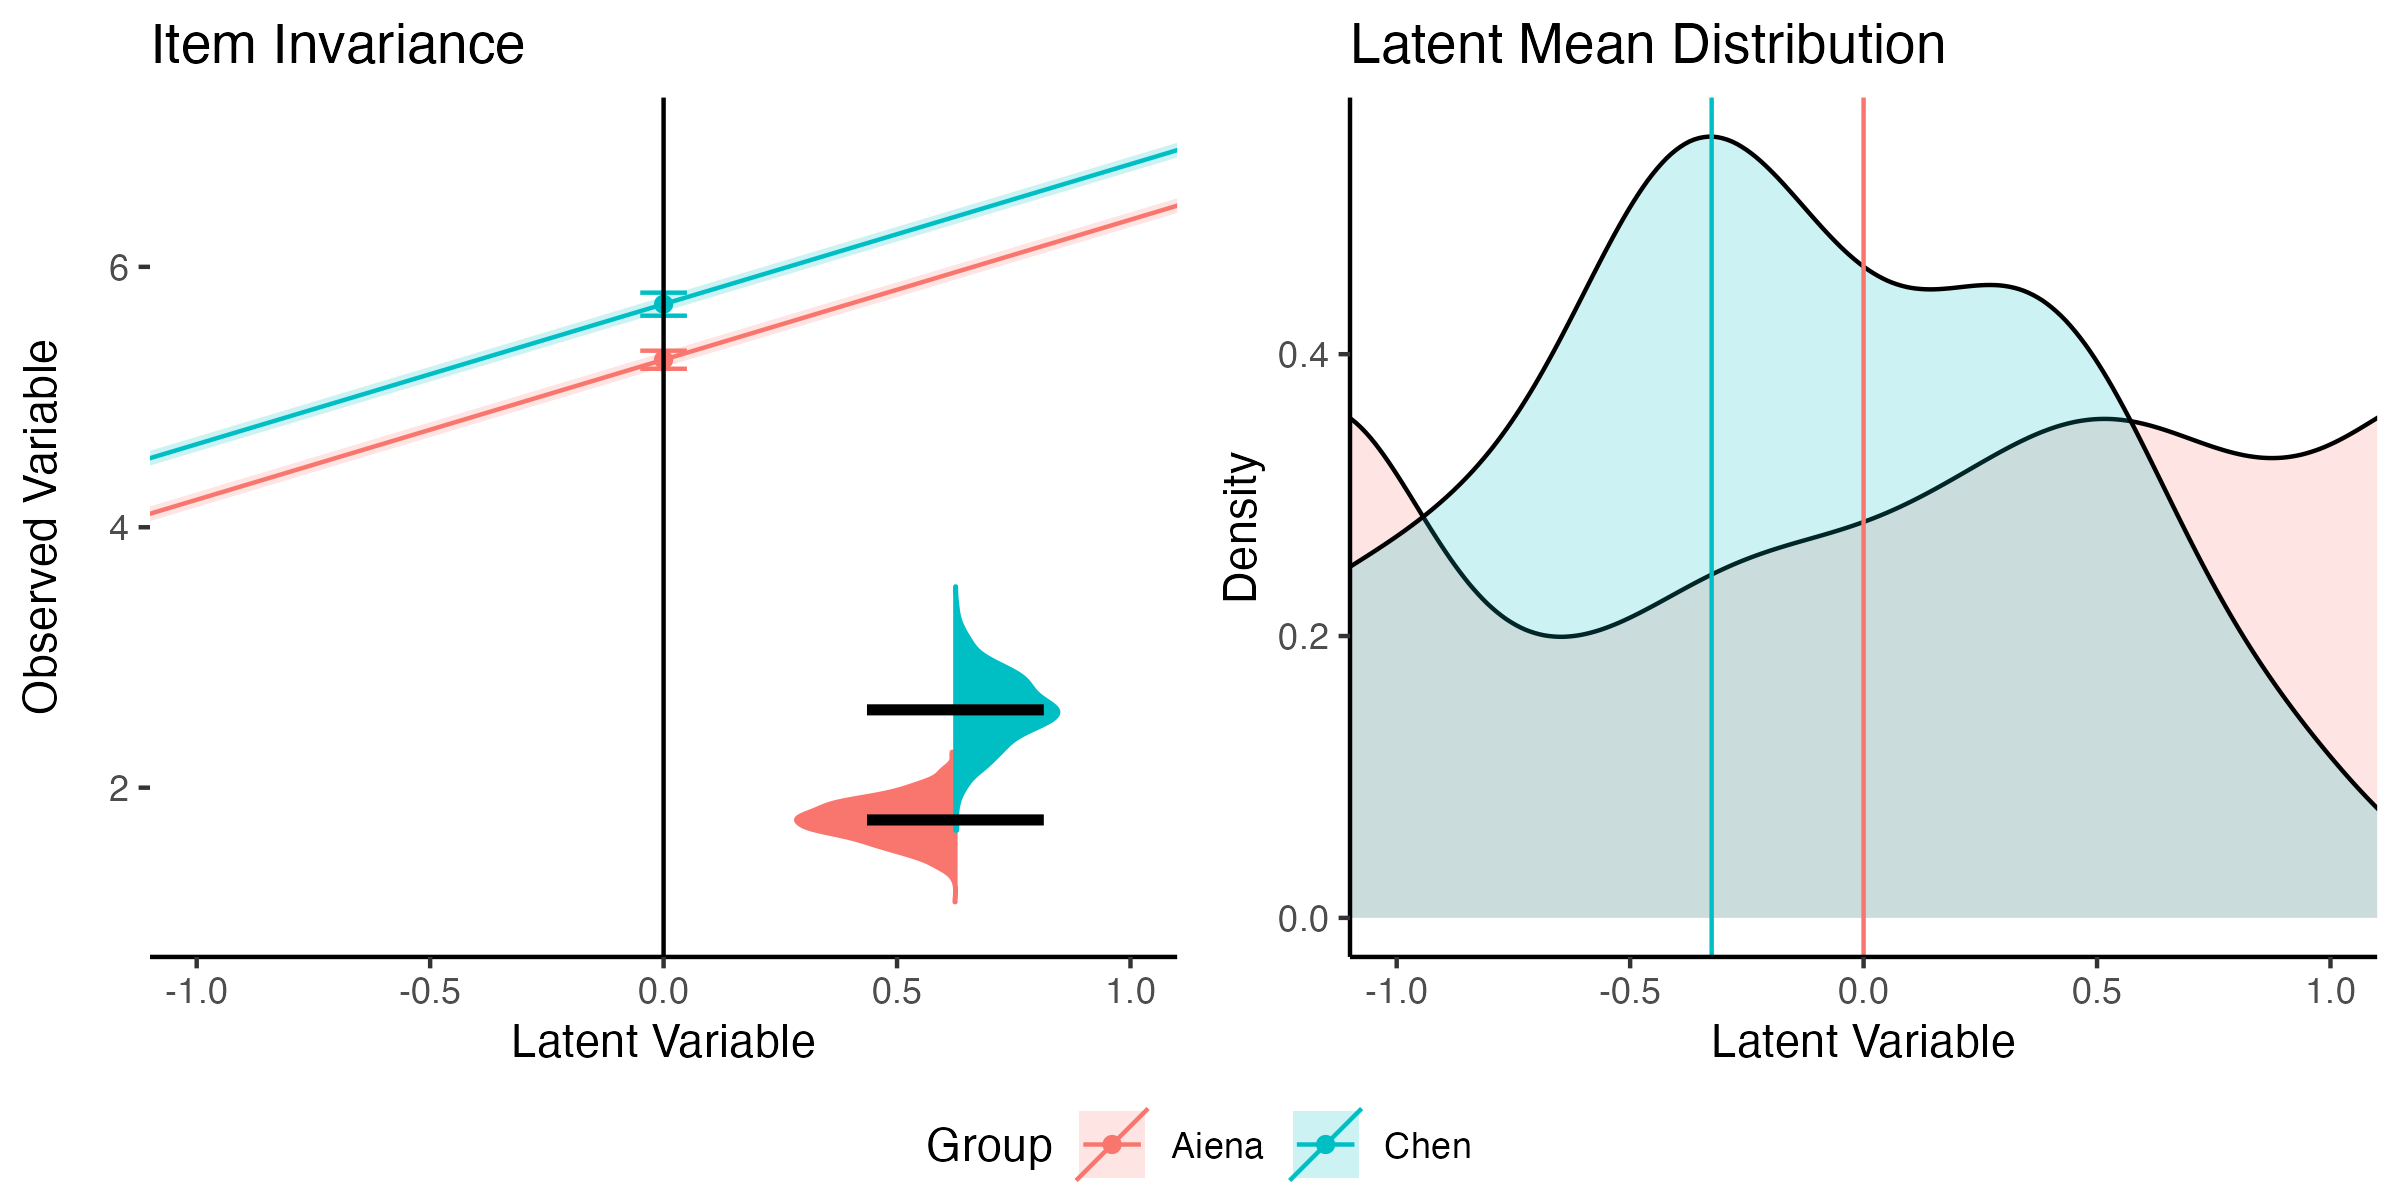 Item Invariance
Observed Variable
6
4
2
-1.0 -0.5 0.0 0.5 1.0
Latent Variable
Latent Mean Distribution
Density
0.4
0.2
0.0
-1.0 -0.5 0.0 0.5 1.0
Latent Variable
Group Aiena Chen